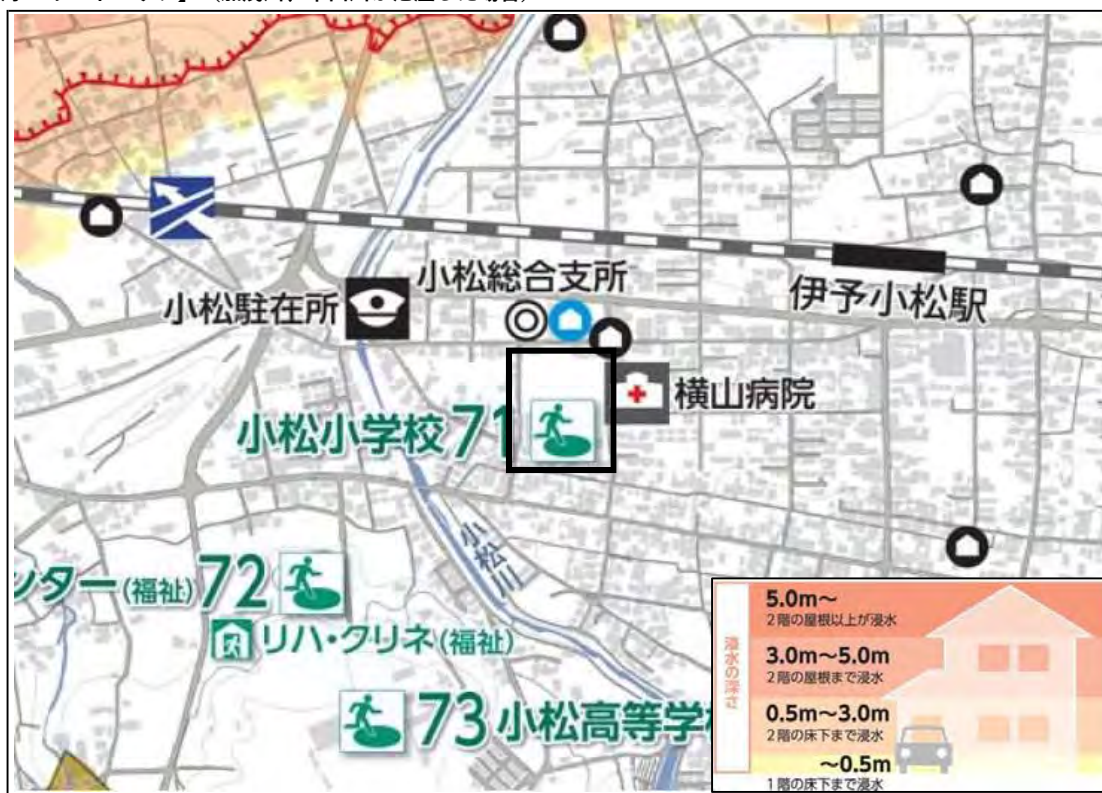 小松駐在所
小松総合支所
伊予小松駅
横山病院
小松小学校 71
小松川
ンター(福祉) 72
リハ・クリネ(福祉)
73 小松高等学
浸水の深さ
5.0m～
2階の屋根以上が浸水
3.0m～5.0m
2階の屋根まで浸水
0.5m～3.0m
2階の床下まで浸水
～0.5m
1階の床下まで浸水